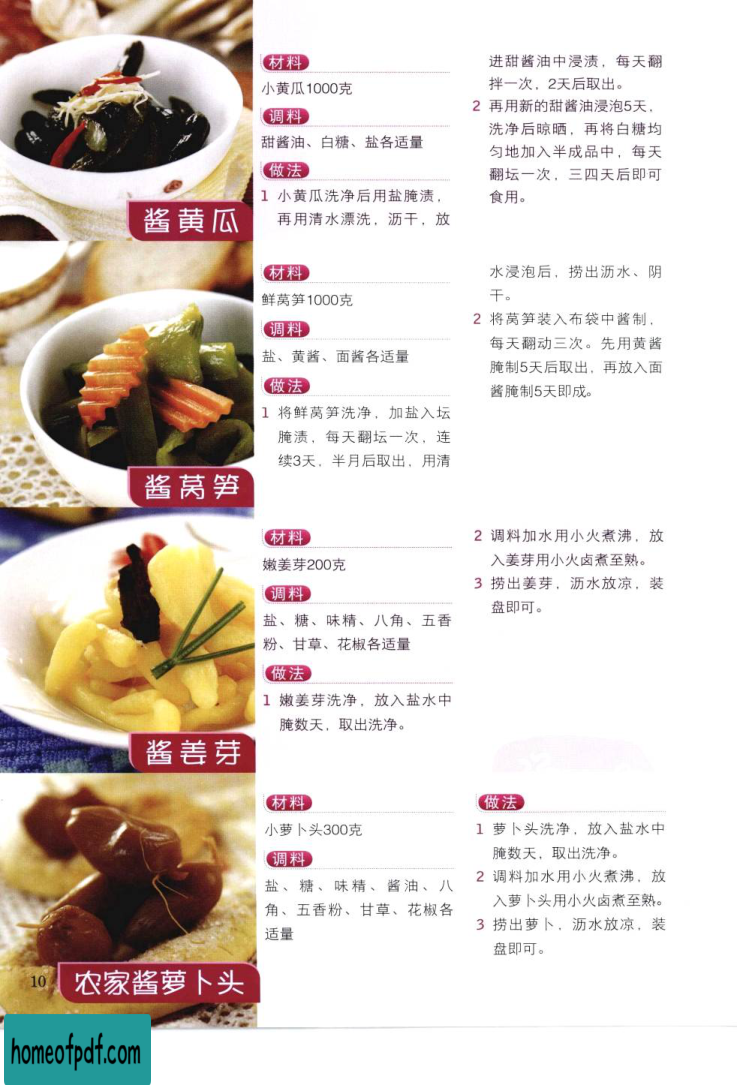 酱黄瓜
材料
小黄瓜1000克
调料
甜酱油、白糖、盐各适量
做法
1 小黄瓜洗净后用盐腌渍，
再用清水漂洗，沥干，放
进甜酱油中浸渍，每天翻
拌一次，2天后取出。
2 再用新的甜酱油浸泡5天，
洗净后晾晒，再将白糖均
匀地加入半成品中，每天
翻坛一次，三四天后即可
食用。
酱莴笋
材料
鲜莴笋1000克
调料
盐、黄酱、面酱各适量
做法
1 将鲜莴笋洗净，加盐入坛
腌渍，每天翻坛一次，连
续3天，半月后取出，用清
水浸泡后，捞出沥水、阴
干。
2 将莴笋装入布袋中酱制，
每天翻动三次。先用黄酱
腌制5天后取出，再放入面
酱腌制5天即成。
酱姜芽
材料
嫩姜芽200克
调料
盐、糖、味精、八角、五香
粉、甘草、花椒各适量
做法
1 嫩姜芽洗净，放入盐水中
腌数天，取出洗净。
2 调料加水用小火煮沸，放
入姜芽用小火卤煮至熟。
3 捞出姜芽，沥水放凉，装
盘即可。
农家酱萝卜头
材料
小萝卜头300克
调料
盐、糖、味精、酱油、八
角、五香粉、甘草、花椒各
适量
做法
1 萝卜头洗净，放入盐水中
腌数天，取出洗净。
2 调料加水用小火煮沸，放
入萝卜头用小火卤煮至熟。
3 捞出萝卜，沥水放凉，装
盘即可。
10
homeofpdf.com